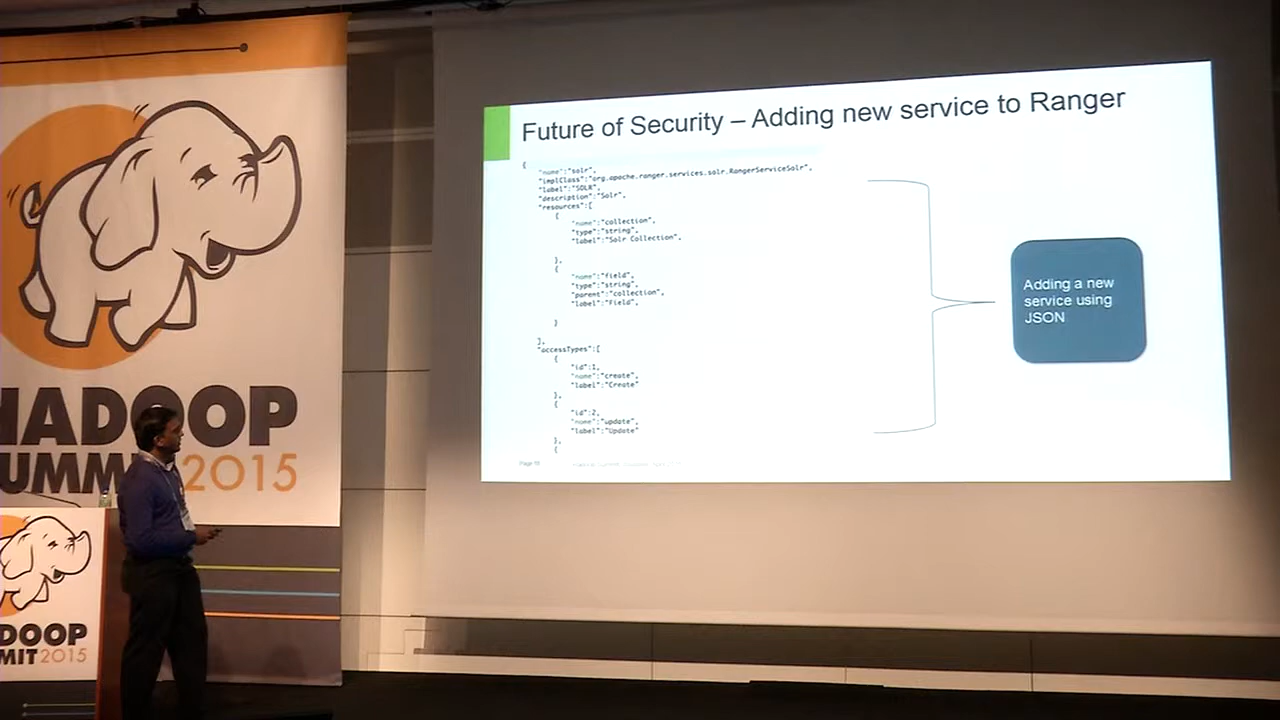 HADOOP
SUMMIT 2015
DOOP
MIT 2015
Future of Security – Adding new service to Ranger
{
"name":"solr",
"implClass":"org.apache.ranger.services.solr.RangerServiceSolr",
"label":"SOLR",
"description":"Solr",
"resources":[
{
"name":"collection",
"type":"string",
"label":"Solr Collection",
},
{
"name":"field",
"type":"string",
"parent":"collection",
"label":"Field",
}
],
"accessTypes":[
{
"id":1,
"name":"create",
"label":"Create"
},
{
"id":2,
"name":"update",
"label":"Update"
},
{
Adding a new
service using
JSON